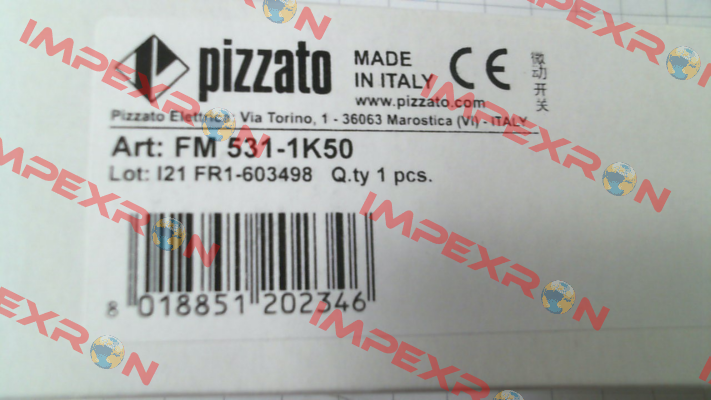 pizzato MADE IN ITALY CE 微动开关
www.pizzato.com
Pizzato Elettrica: Via Torino, 1 - 36063 Marostica (VI) - ITALY
Art: FM 531-1K50
Lot: I21 FR1-603498 Q.ty 1 pcs.
8 018851 202346
IMPEXRON
IMPEXRON
IMPEXRON
IMPEXRON
IMPEXRON
IMPEXRON